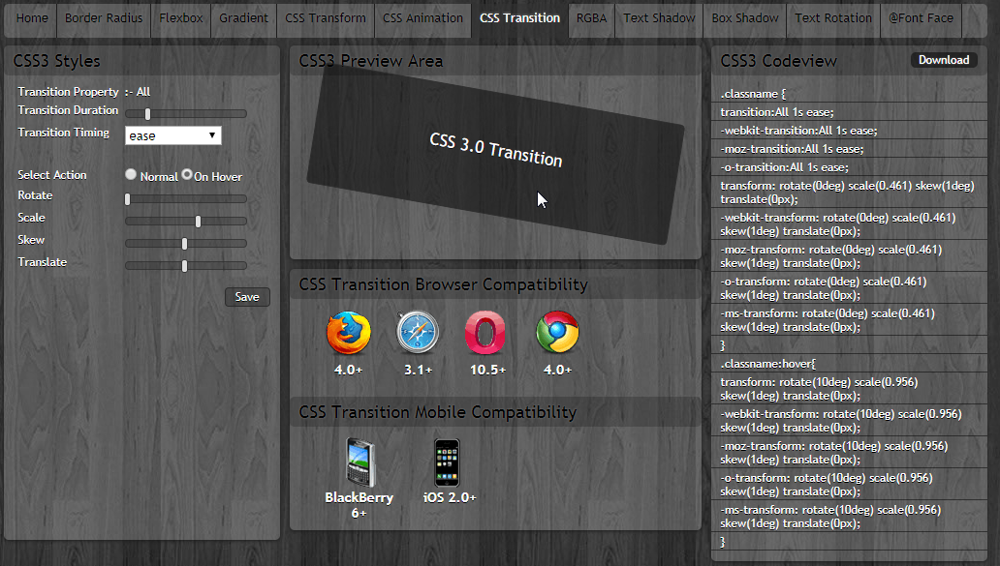 Home Border Radius Flexbox Gradient CSS Transform CSS Animation CSS Transition RGBA Text Shadow Box Shadow Text Rotation @Font Face
CSS3 Styles
Transition Property :- All
Transition Duration
Transition Timing ease
Select Action Normal On Hover
Rotate
Scale
Skew
Translate
Save
CSS3 Preview Area
CSS 3.0 Transition
CSS Transition Browser Compatibility
4.0+ 3.1+ 10.5+ 4.0+
CSS Transition Mobile Compatibility
BlackBerry
6+
iOS 2.0+
CSS3 Codeview Download
.classname {
transition:All 1s ease;
-webkit-transition:All 1s ease;
-moz-transition:All 1s ease;
-o-transition:All 1s ease;
transform: rotate(0deg) scale(0.461) skew(1deg)
translate(0px);
-webkit-transform: rotate(0deg) scale(0.461)
skew(1deg) translate(0px);
-moz-transform: rotate(0deg) scale(0.461)
skew(1deg) translate(0px);
-o-transform: rotate(0deg) scale(0.461)
skew(1deg) translate(0px);
-ms-transform: rotate(0deg) scale(0.461)
skew(1deg) translate(0px);
}
.classname:hover{
transform: rotate(10deg) scale(0.956)
skew(1deg) translate(0px);
-webkit-transform: rotate(10deg) scale(0.956)
skew(1deg) translate(0px);
-moz-transform: rotate(10deg) scale(0.956)
skew(1deg) translate(0px);
-o-transform: rotate(10deg) scale(0.956)
skew(1deg) translate(0px);
-ms-transform: rotate(10deg) scale(0.956)
skew(1deg) translate(0px);
}